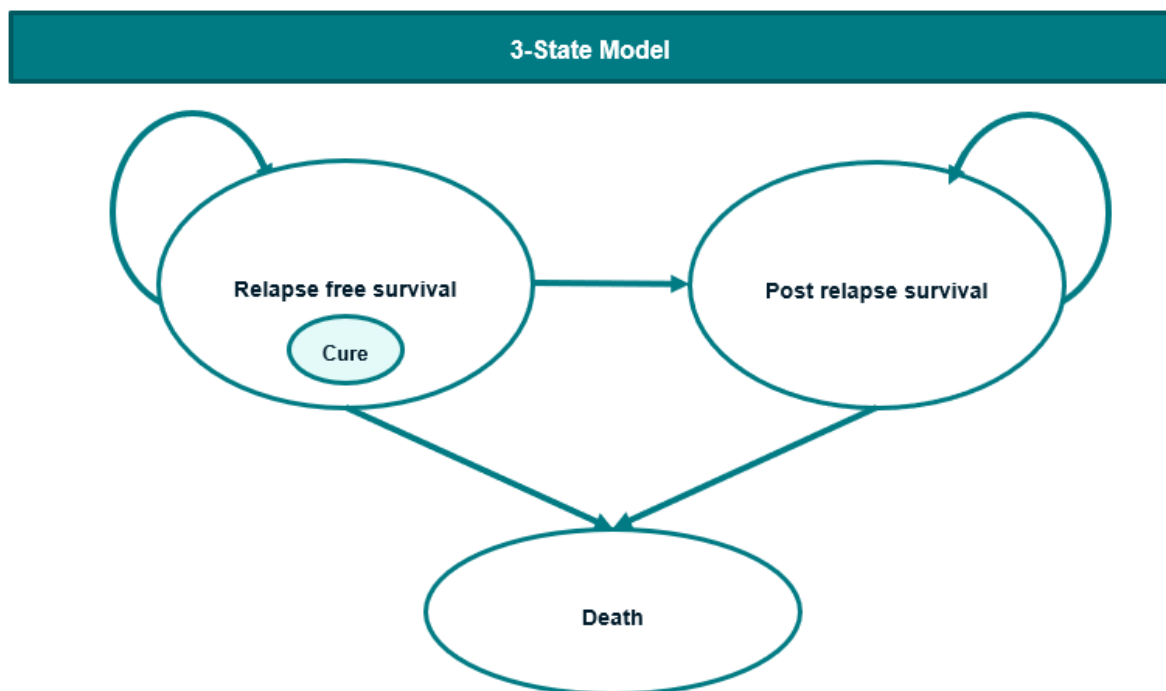 3-State Model
Relapse free survival
Post relapse survival
Cure
Death